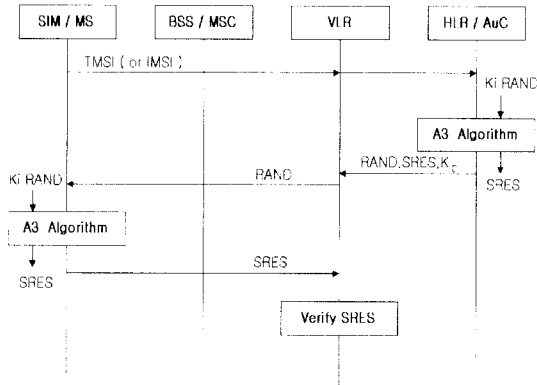 SIM / MS
BSS / MSC
VLR
HLR / AuC
TMSI ( or IMSI )
Ki RAND
A3 Algorithm
RAND,SRES,Kc
SRES
RAND
Ki RAND
A3 Algorithm
SRES
SRES
Verify SRES